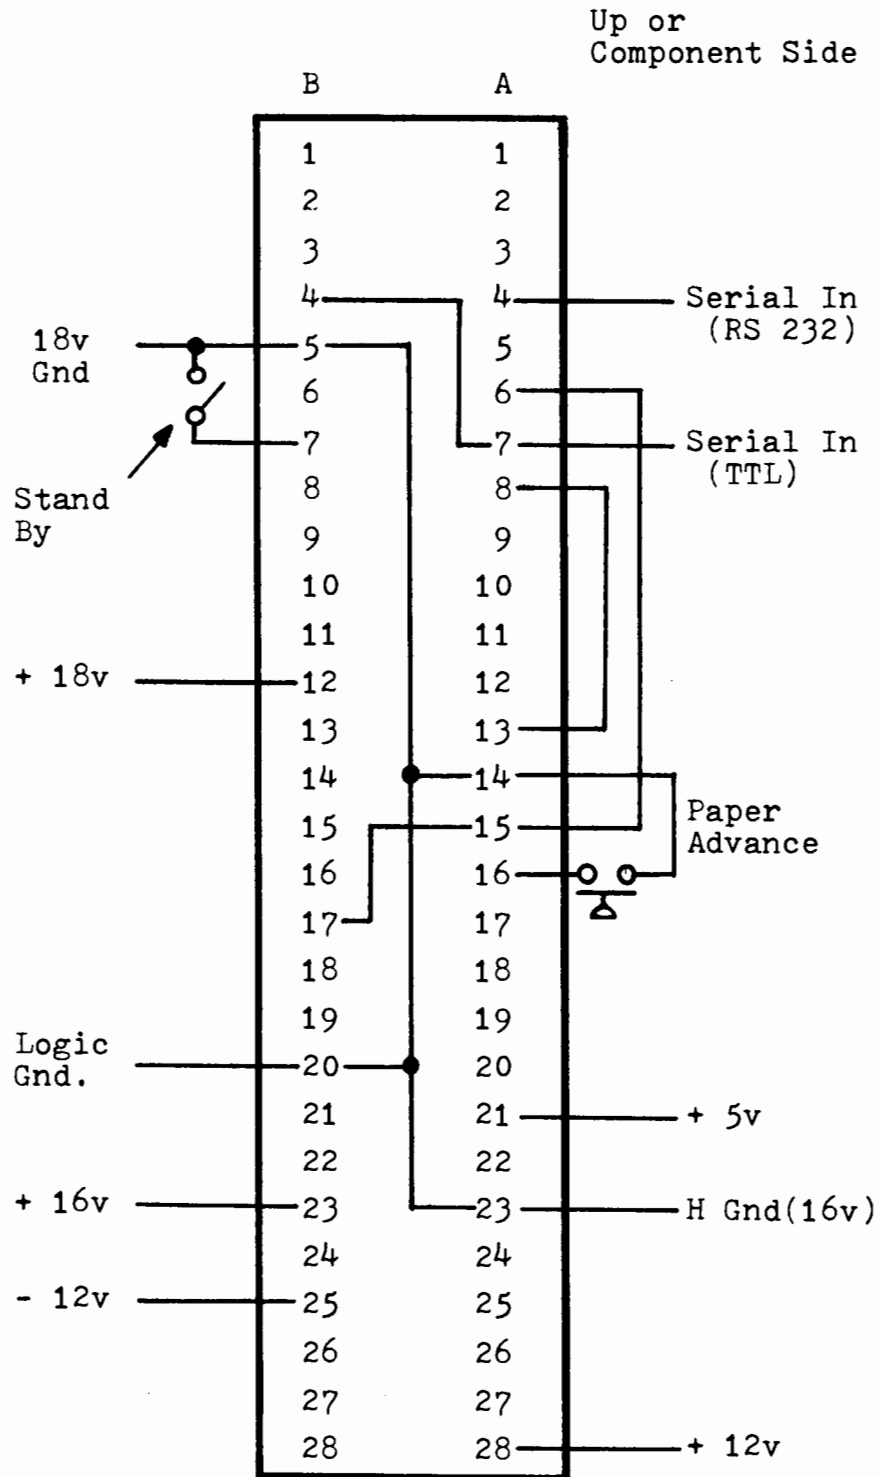 Up or
Component Side
B A
1 1
2 2
3 3
4 4 Serial In
(RS 232)
18v
Gnd
5 5
6 6
7 7 Serial In
(TTL)
Stand
By
8 8
9 9
10 10
11 11
+ 18v 12 12
13 13
14 14
Paper
Advance
15 15
16 16
17 17
18 18
19 19
Logic
Gnd.
20 20
21 21 + 5v
22 22
+ 16v 23 23 H Gnd(16v)
24 24
- 12v 25 25
26 26
27 27
28 28 + 12v